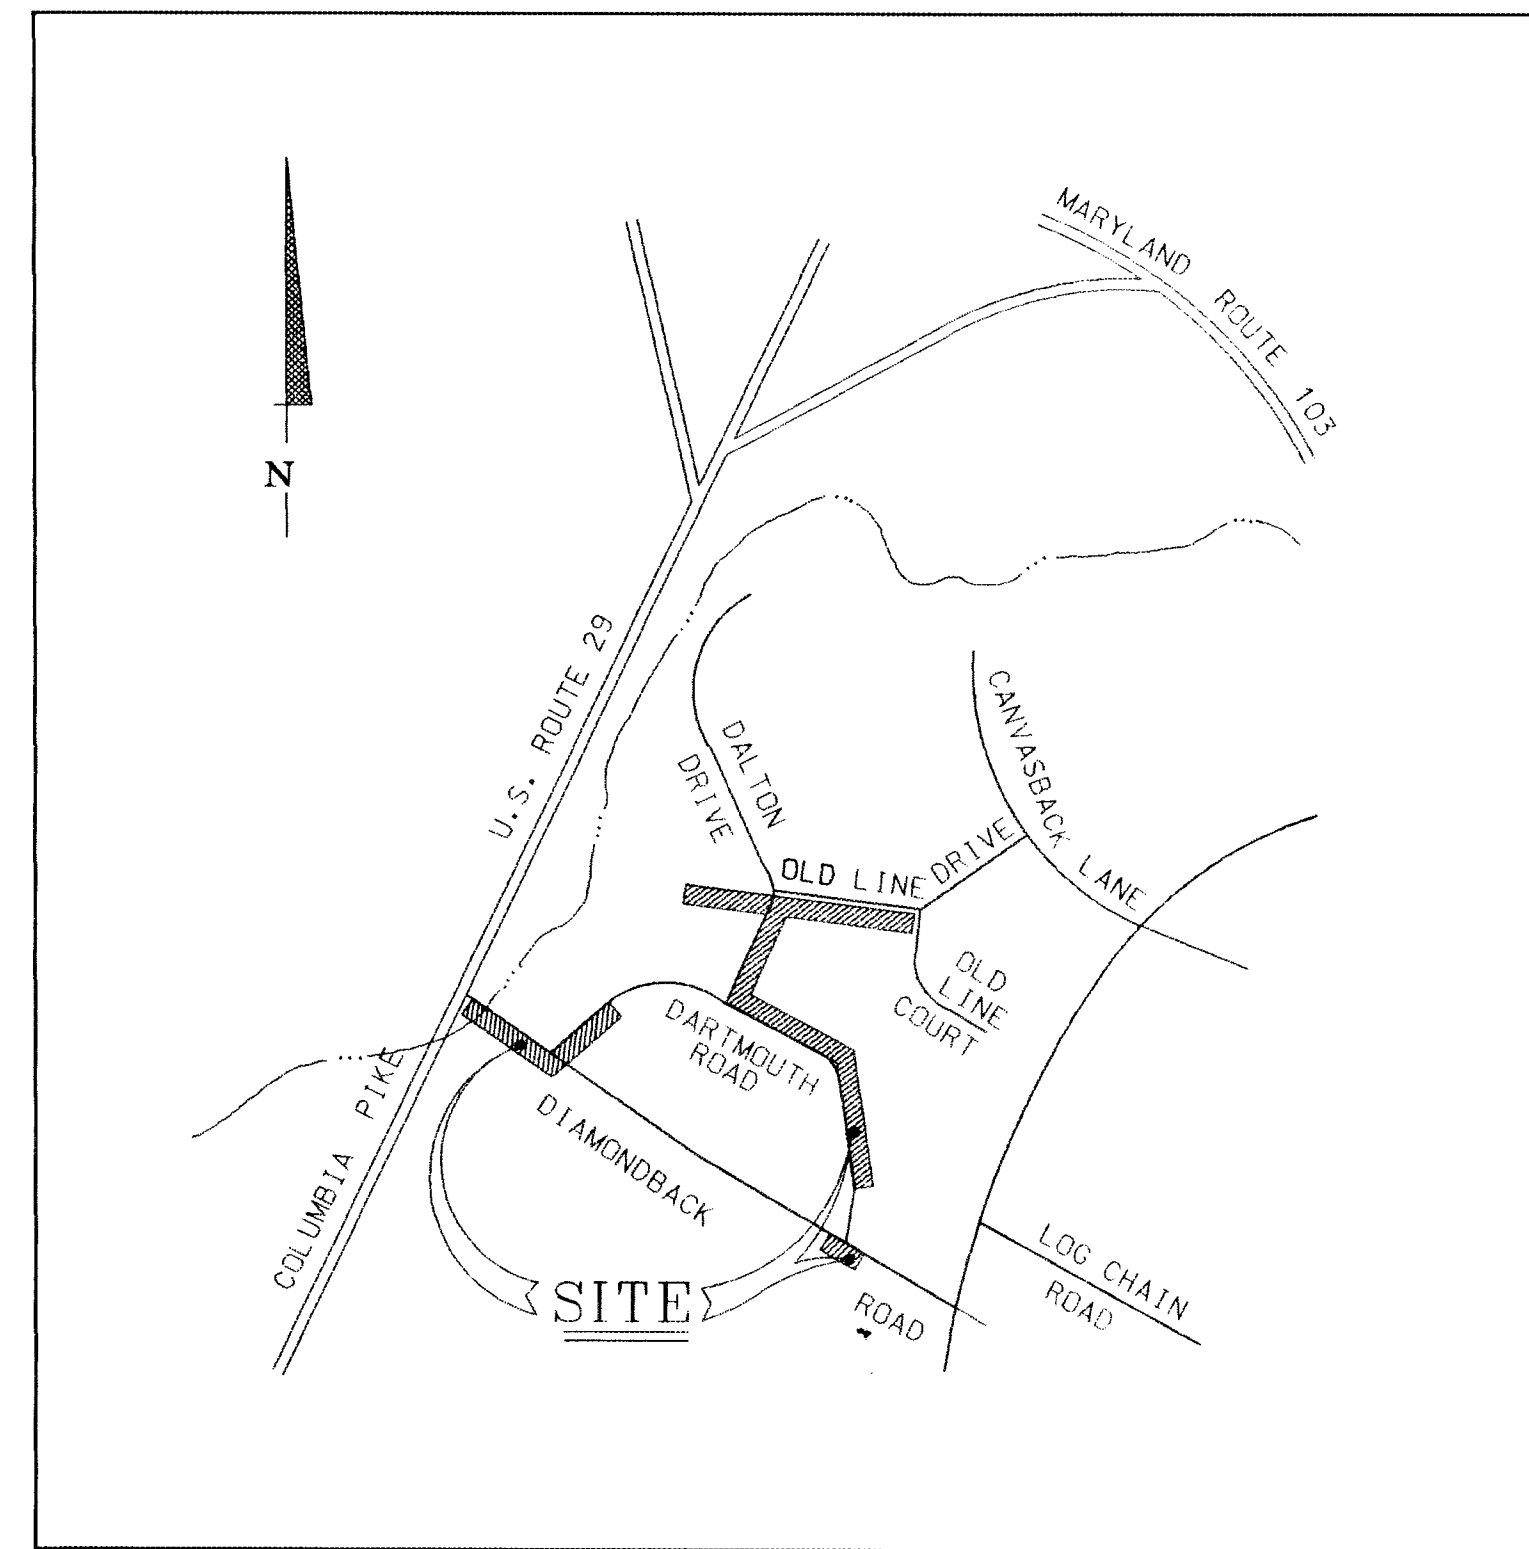 MARYLAND ROUTE 103
N
U.S. ROUTE 29
CANVASBACK LANE
DALTON
DRIVE
OLD LINE DRIVE
OLD
LINE
COURT
DARTMOUTH
ROAD
COLUMBIA PIKE
DIAMONDBACK ROAD
LOG CHAIN
ROAD
SITE